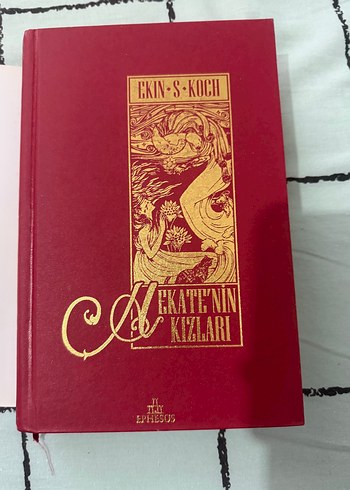 EKIN • S • KOCH
HEKATE'NİN
KIZLARI
EPHESUS